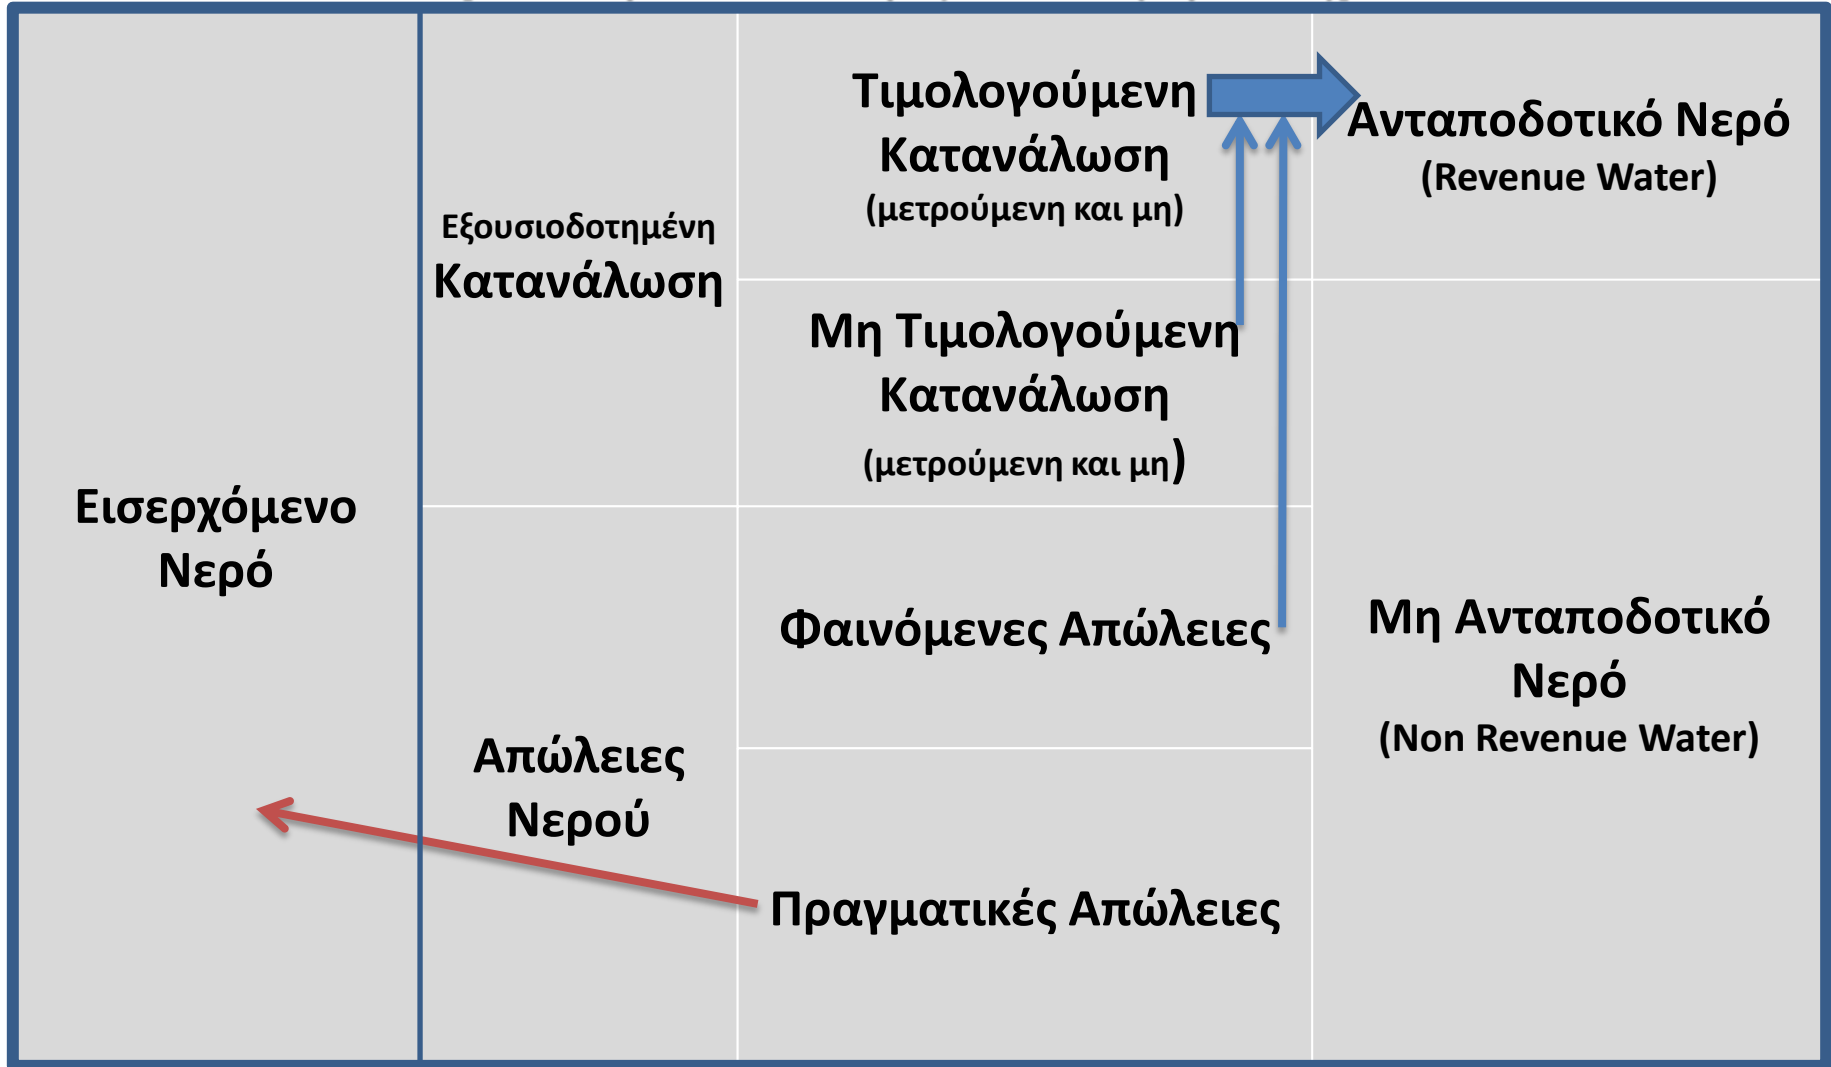 Εισερχόμενο
Νερό
Εξουσιοδοτημένη
Κατανάλωση
Απώλειες
Νερού
Τιμολογούμενη
Κατανάλωση
(μετρούμενη και μη)
Μη Τιμολογούμενη
Κατανάλωση
(μετρούμενη και μη)
Φαινόμενες Απώλειες
Πραγματικές Απώλειες
Ανταποδοτικό Νερό
(Revenue Water)
Μη Ανταποδοτικό
Νερό
(Non Revenue Water)